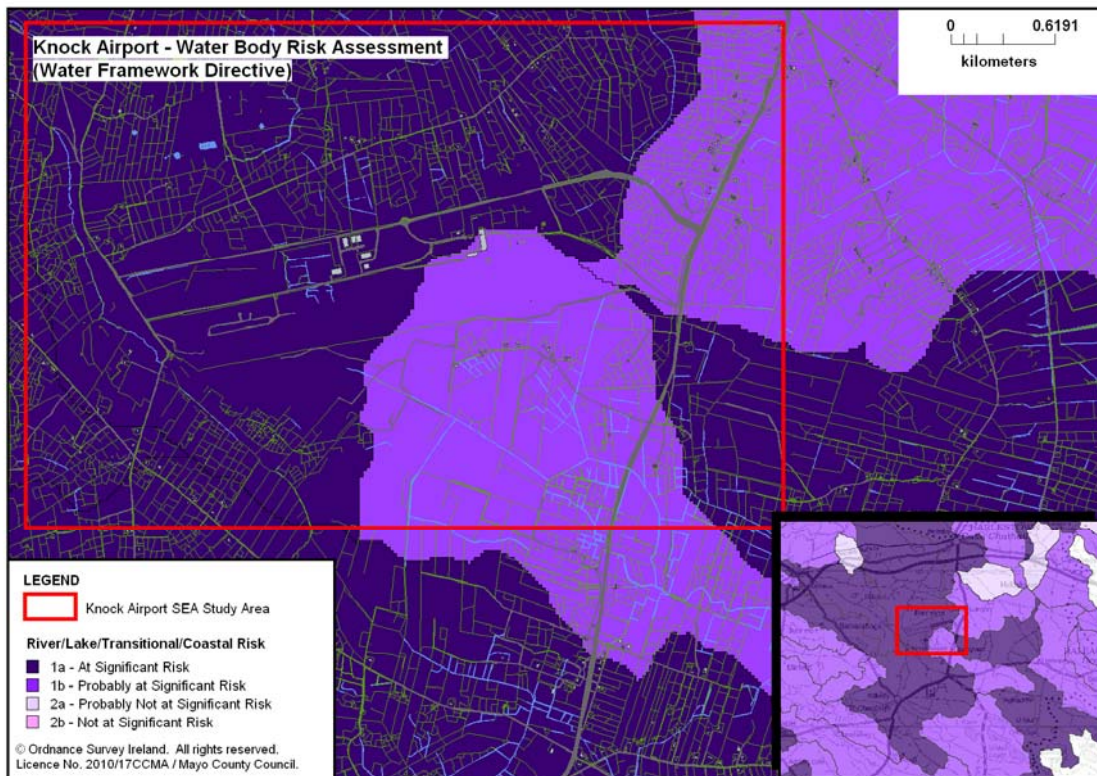 Knock Airport - Water Body Risk Assessment
(Water Framework Directive)
0 0.6191
kilometers
LEGEND
Knock Airport SEA Study Area
River/Lake/Transitional/Coastal Risk
1a - At Significant Risk
1b - Probably at Significant Risk
2a - Probably Not at Significant Risk
2b - Not at Significant Risk
© Ordnance Survey Ireland. All rights reserved.
Licence No. 2010/17CCMA / Mayo County Council.